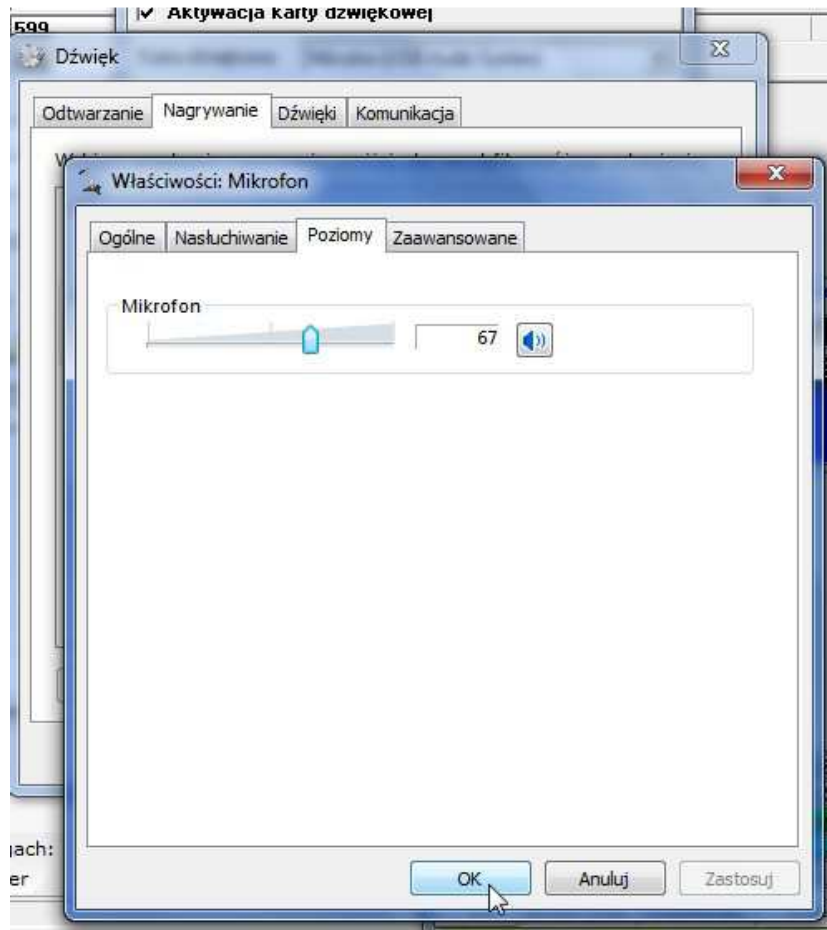 Aktywacja karty dźwiękowej
599
Dźwięk
Odtwarzanie Nagrywanie Dźwięki Komunikacja
Właściwości: Mikrofon
Ogólne Nasłuchiwanie Poziomy Zaawansowane
Mikrofon
67
ach:
er
OK Anuluj Zastosuj